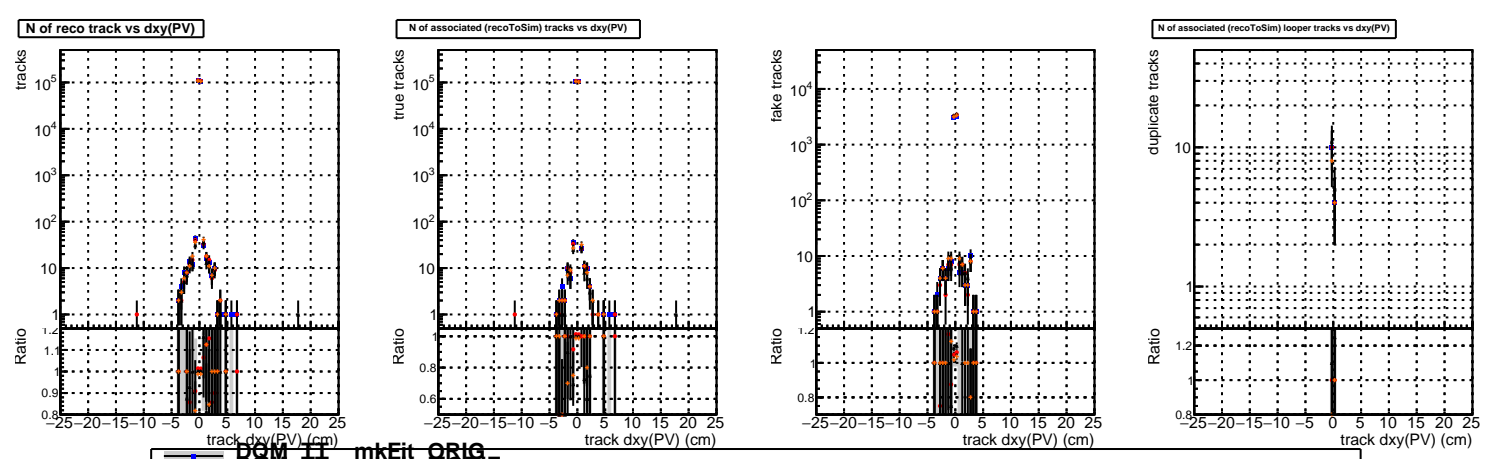 N of reco track vs dxy(PV)
tracks
10^5
10^4
10^3
10^2
10
1
Ratio
1.2
1.1
1
0.9
0.8
−25 −20 −15 −10 −5 0 5 10 15 20 25
track dxy(PV) (cm)
N of associated (recoToSim) tracks vs dxy(PV)
true tracks
10^5
10^4
10^3
10^2
10
1
Ratio
1
0.8
0.6
−25 −20 −15 −10 −5 0 5 10 15 20 25
track dxy(PV) (cm)
fake tracks
10^4
10^3
10^2
10
1
Ratio
1.2
1
0.8
−25 −20 −15 −10 −5 0 5 10 15 20 25
track dxy(PV) (cm)
N of associated (recoToSim) looper tracks vs dxy(PV)
duplicate tracks
10
1
Ratio
1.2
1
0.8
−25 −20 −15 −10 −5 0 5 10 15 20 25
track dxy(PV) (cm)
DQM II mkFit ORIG